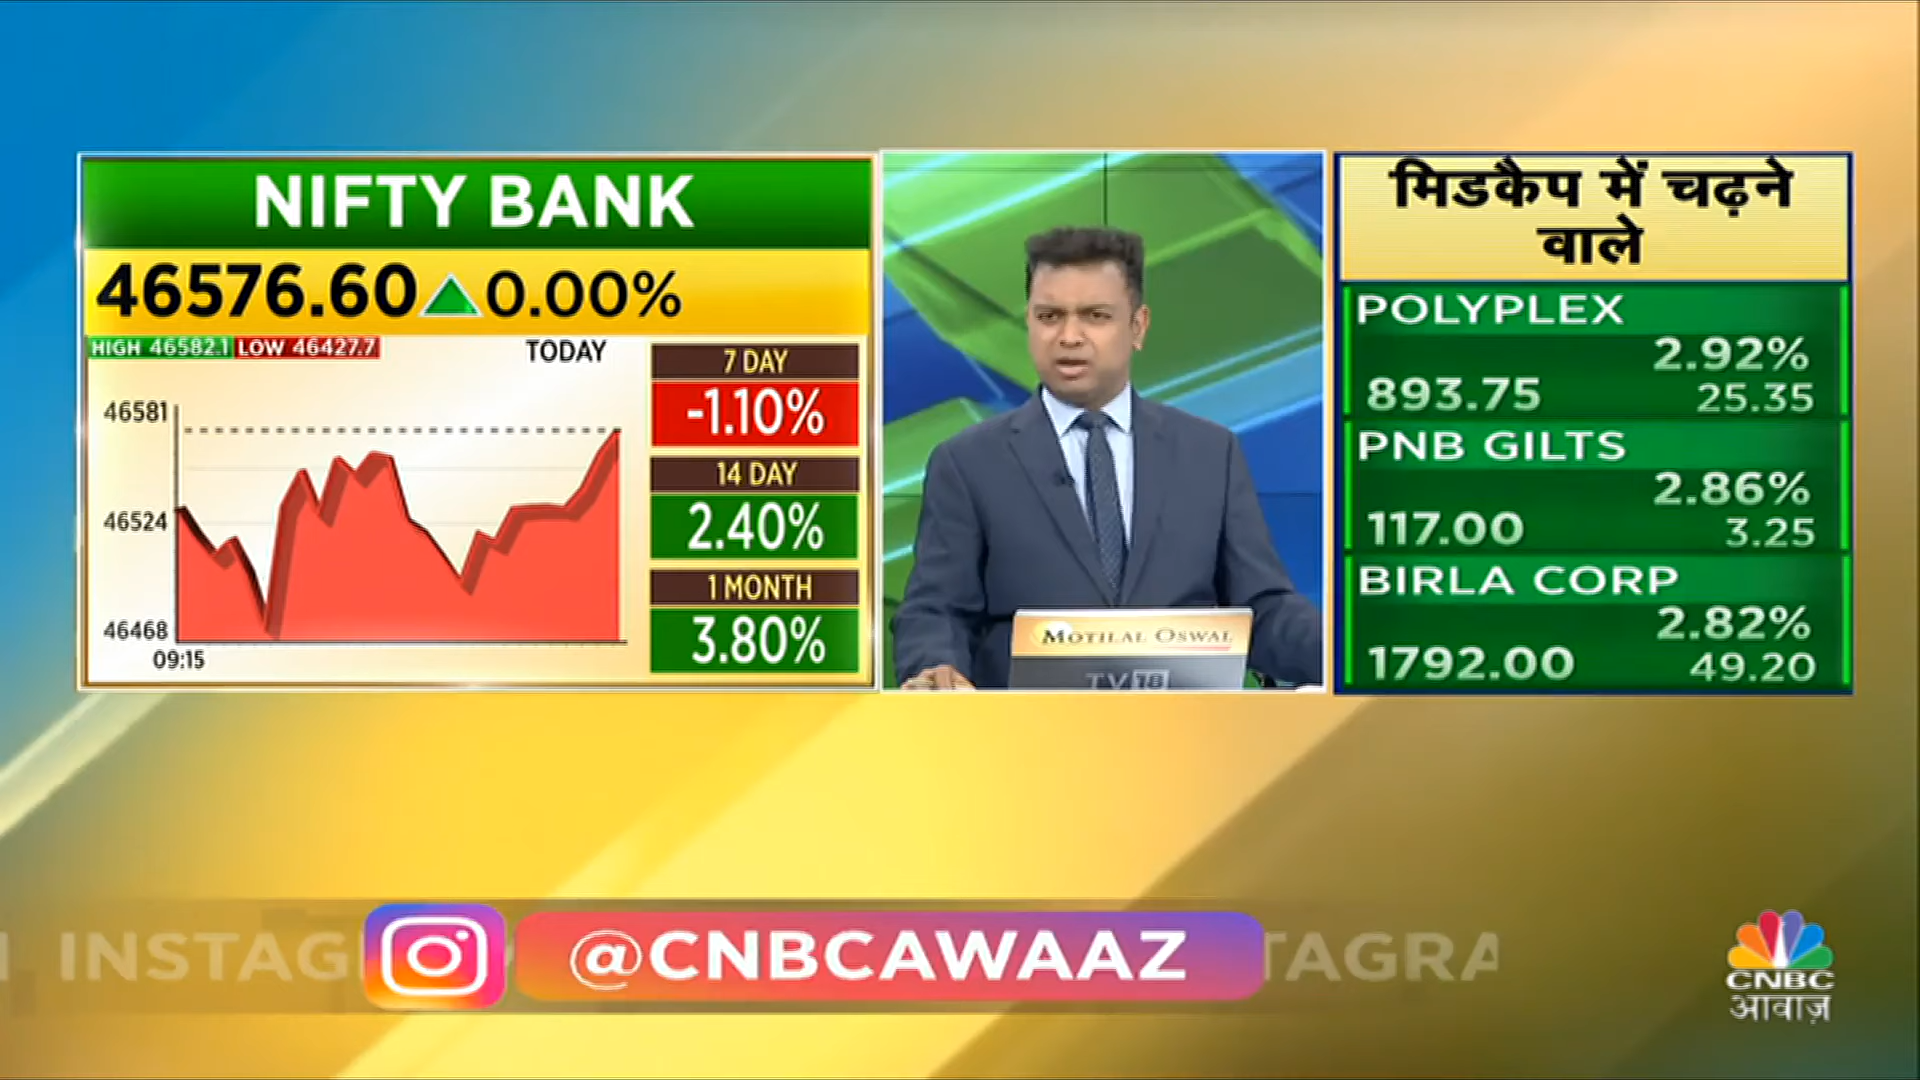 NIFTY BANK
46576.60 0.00%
HIGH 46582.1 LOW 46427.7
TODAY
46581
46524
46468
09:15
7 DAY
-1.10%
14 DAY
2.40%
1 MONTH
3.80%
MOTILAL OSWAL
TV 18
मिडकैप में चढ़ने
वाले
POLYPLEX
2.92%
893.75 25.35
PNB GILTS
2.86%
117.00 3.25
BIRLA CORP
2.82%
1792.00 49.20
INSTAG @CNBCAWAAZ TAGRA
CNBC
आवाज़